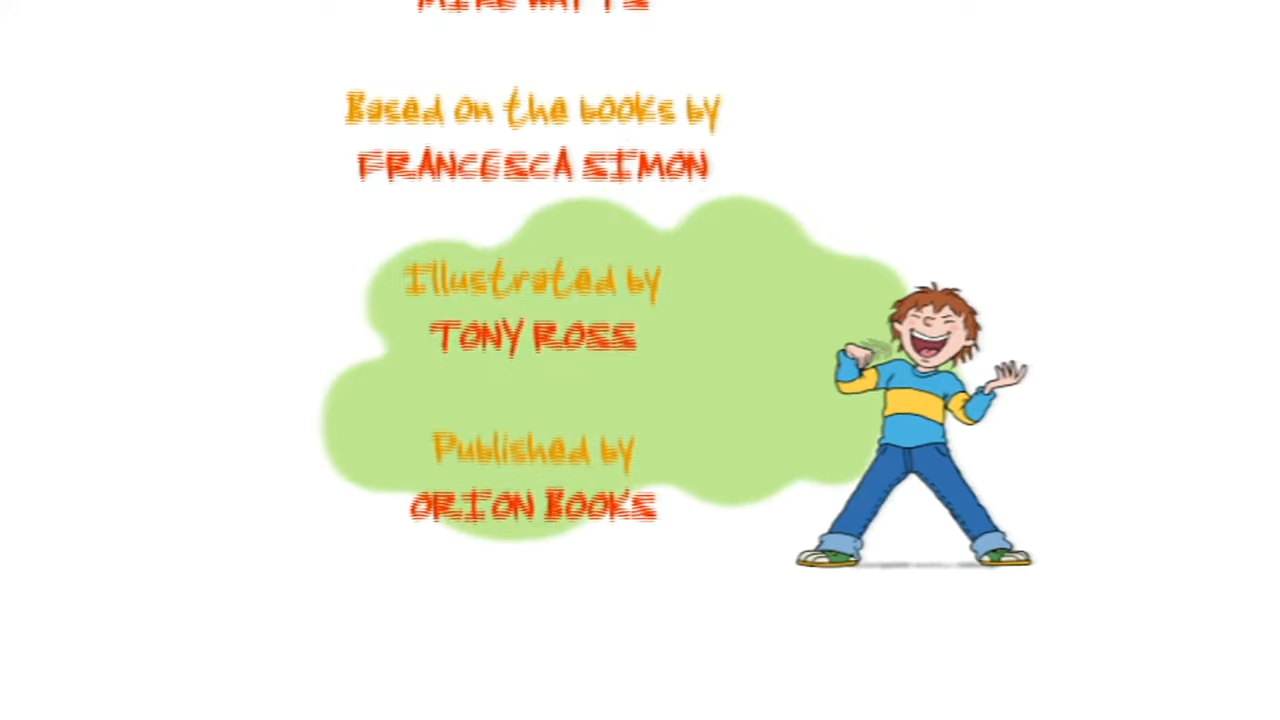 Based on the books by
FRANCESCA SIMON
Illustrated by
TONY ROSS
Published by
ORION BOOKS